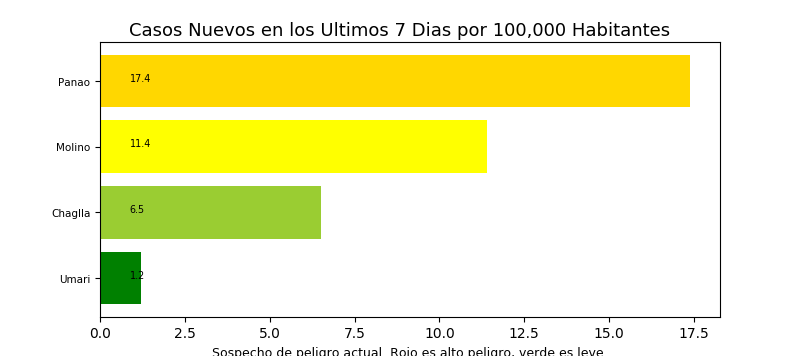 Casos Nuevos en los Ultimos 7 Dias por 100,000 Habitantes
Panao
17.4
Molino
11.4
Chaglla
6.5
Umari
1.2
0.0 2.5 5.0 7.5 10.0 12.5 15.0 17.5
Sospecho de peligro actual. Rojo es alto peligro, verde es leve